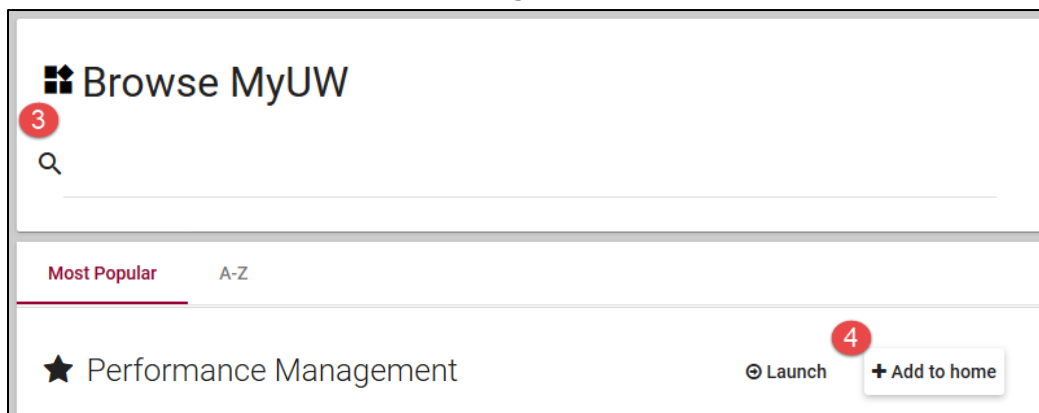 Browse MyUW
3
Most Popular A-Z
4
Performance Management Launch + Add to home